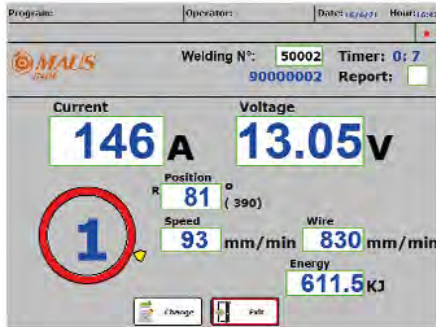 Program: Operator: Date: Hour:
MAUS
ITALIA
Welding N°: 50002 Timer: 0: 7
90000002 Report:
Current Voltage
146 A 13.05 V
Position
R 81 °
( 390)
1
Speed Wire
93 mm/min 830 mm/min
Energy
611.5 KJ
Change Exit